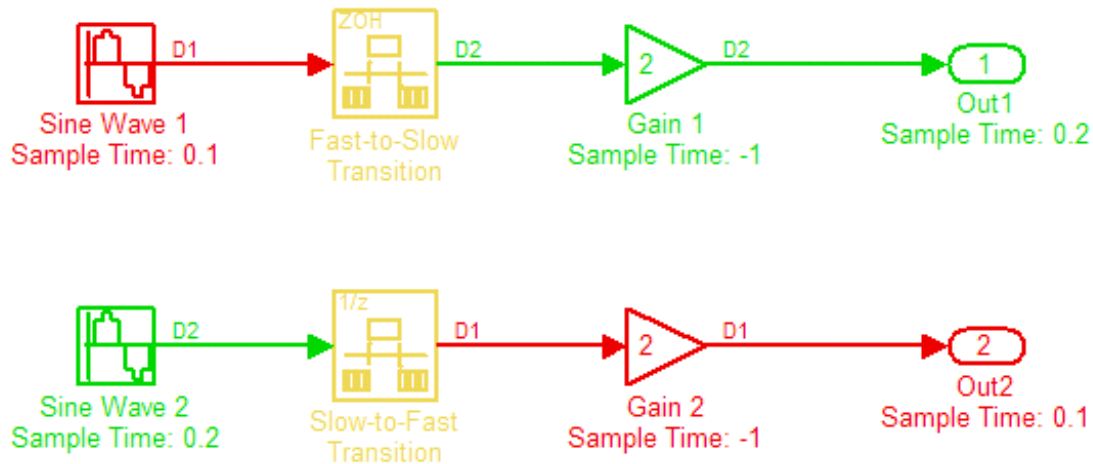 ZOH
D1
D2
2
D2
1
Sine Wave 1
Sample Time: 0.1
Fast-to-Slow
Transition
Gain 1
Sample Time: -1
Out1
Sample Time: 0.2
1/z
D2
D1
2
D1
2
Sine Wave 2
Sample Time: 0.2
Slow-to-Fast
Transition
Gain 2
Sample Time: -1
Out2
Sample Time: 0.1